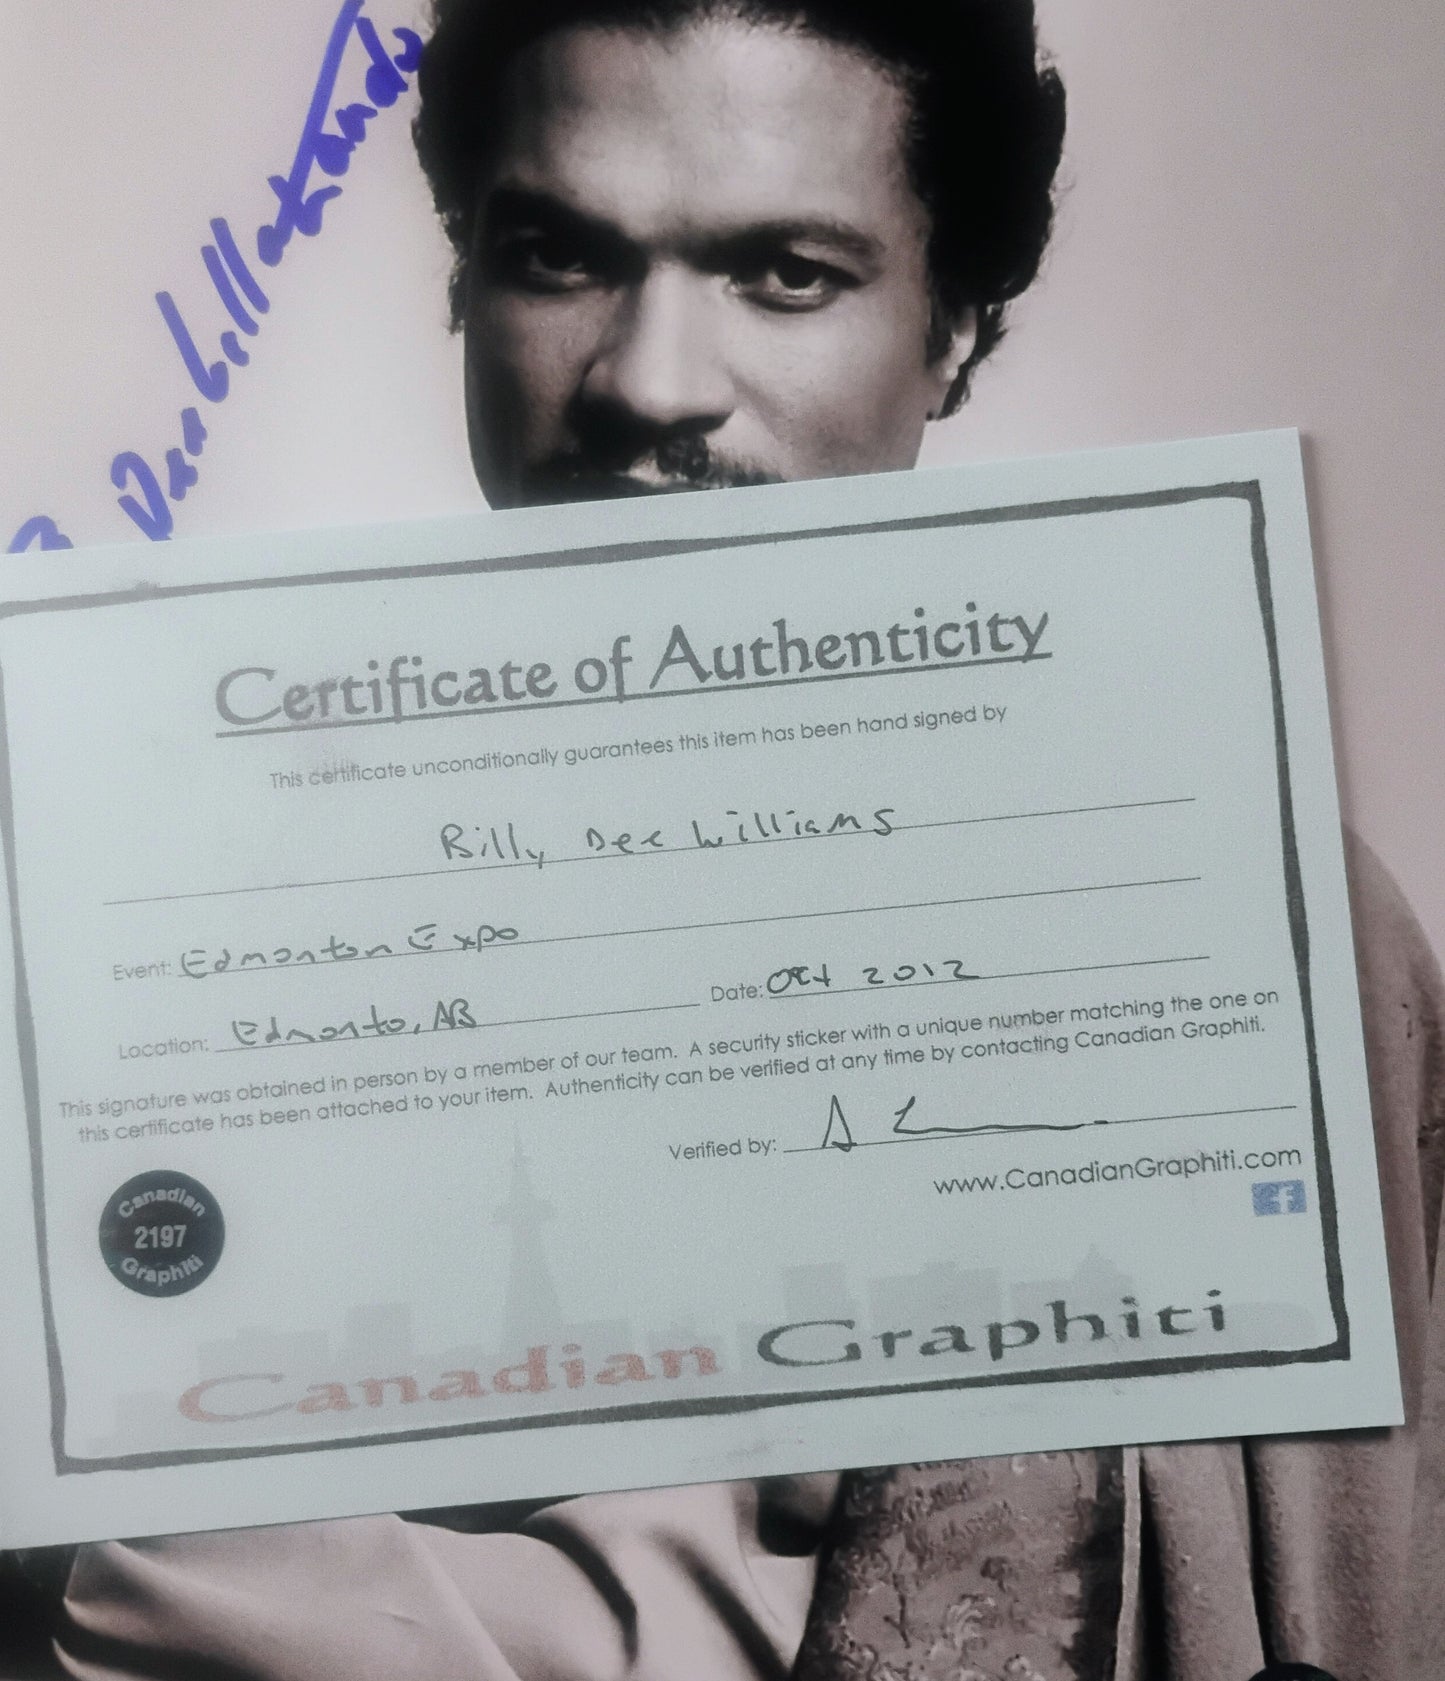 Certificate of Authenticity
This certificate unconditionally guarantees this item has been hand signed by
Billy Dee Williams
Event: Edmonton Expo
Location: Edmonto, AB Date: Oct 2012
This signature was obtained in person by a member of our team. A security sticker with a unique number matching the one on
this certificate has been attached to your item. Authenticity can be verified at any time by contacting Canadian Graphiti.
Verified by:
www.CanadianGraphiti.com
f
Canadian
2197
Graphiti
Canadian Graphiti